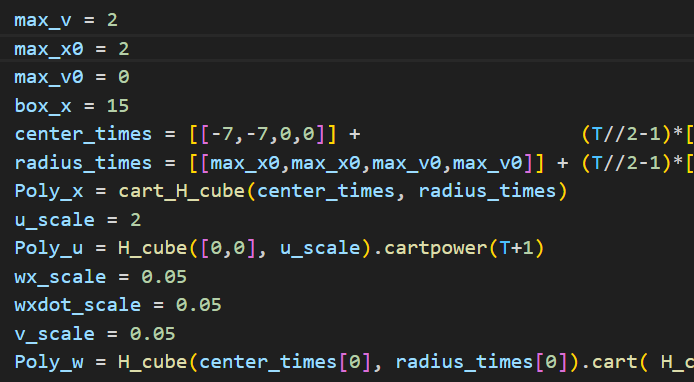 max_v = 2
max_x0 = 2
max_v0 = 0
box_x = 15
center_times = [[-7,-7,0,0]] +                  (T//2-1)*[
radius_times = [[max_x0,max_x0,max_v0,max_v0]] + (T//2-1)*[
Poly_x = cart_H_cube(center_times, radius_times)
u_scale = 2
Poly_u = H_cube([0,0], u_scale).cartpower(T+1)
wx_scale = 0.05
wxdot_scale = 0.05
v_scale = 0.05
Poly_w = H_cube(center_times[0], radius_times[0]).cart( H_c